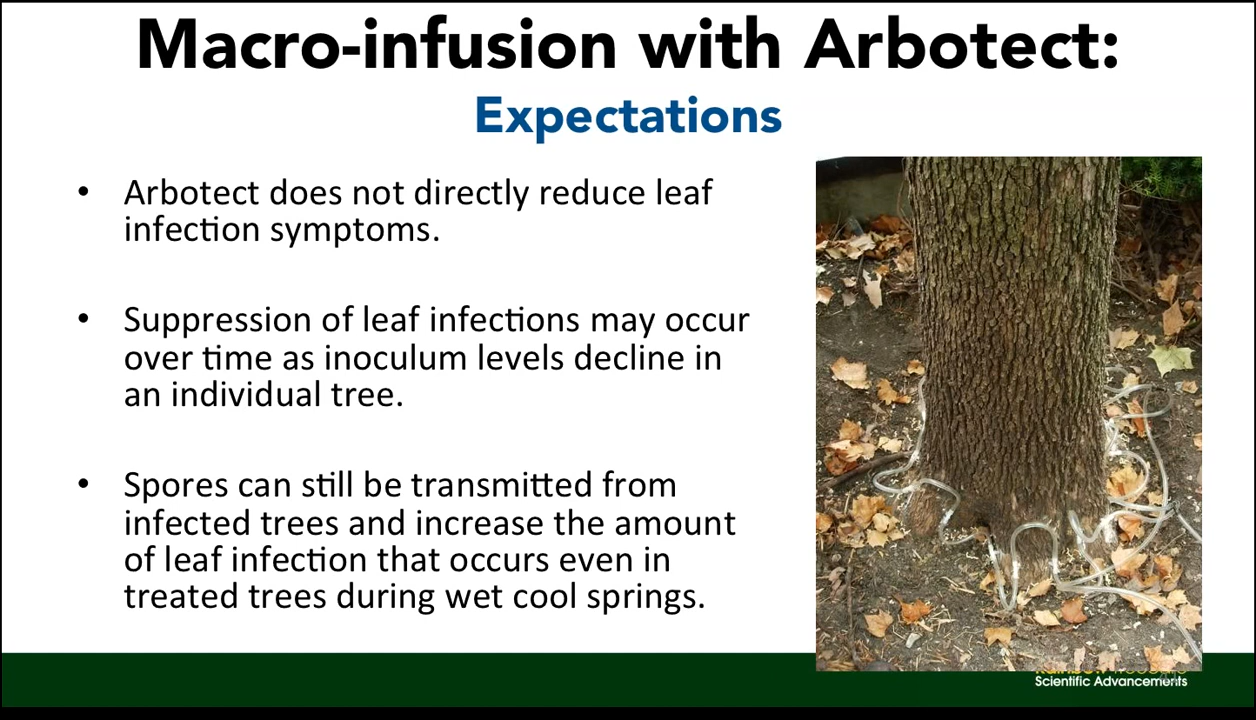 Macro-infusion with Arbotect:
Expectations
• Arbotect does not directly reduce leaf
infection symptoms.
• Suppression of leaf infections may occur
over time as inoculum levels decline in
an individual tree.
• Spores can still be transmitted from
infected trees and increase the amount
of leaf infection that occurs even in
treated trees during wet cool springs.
Scientific Advancements